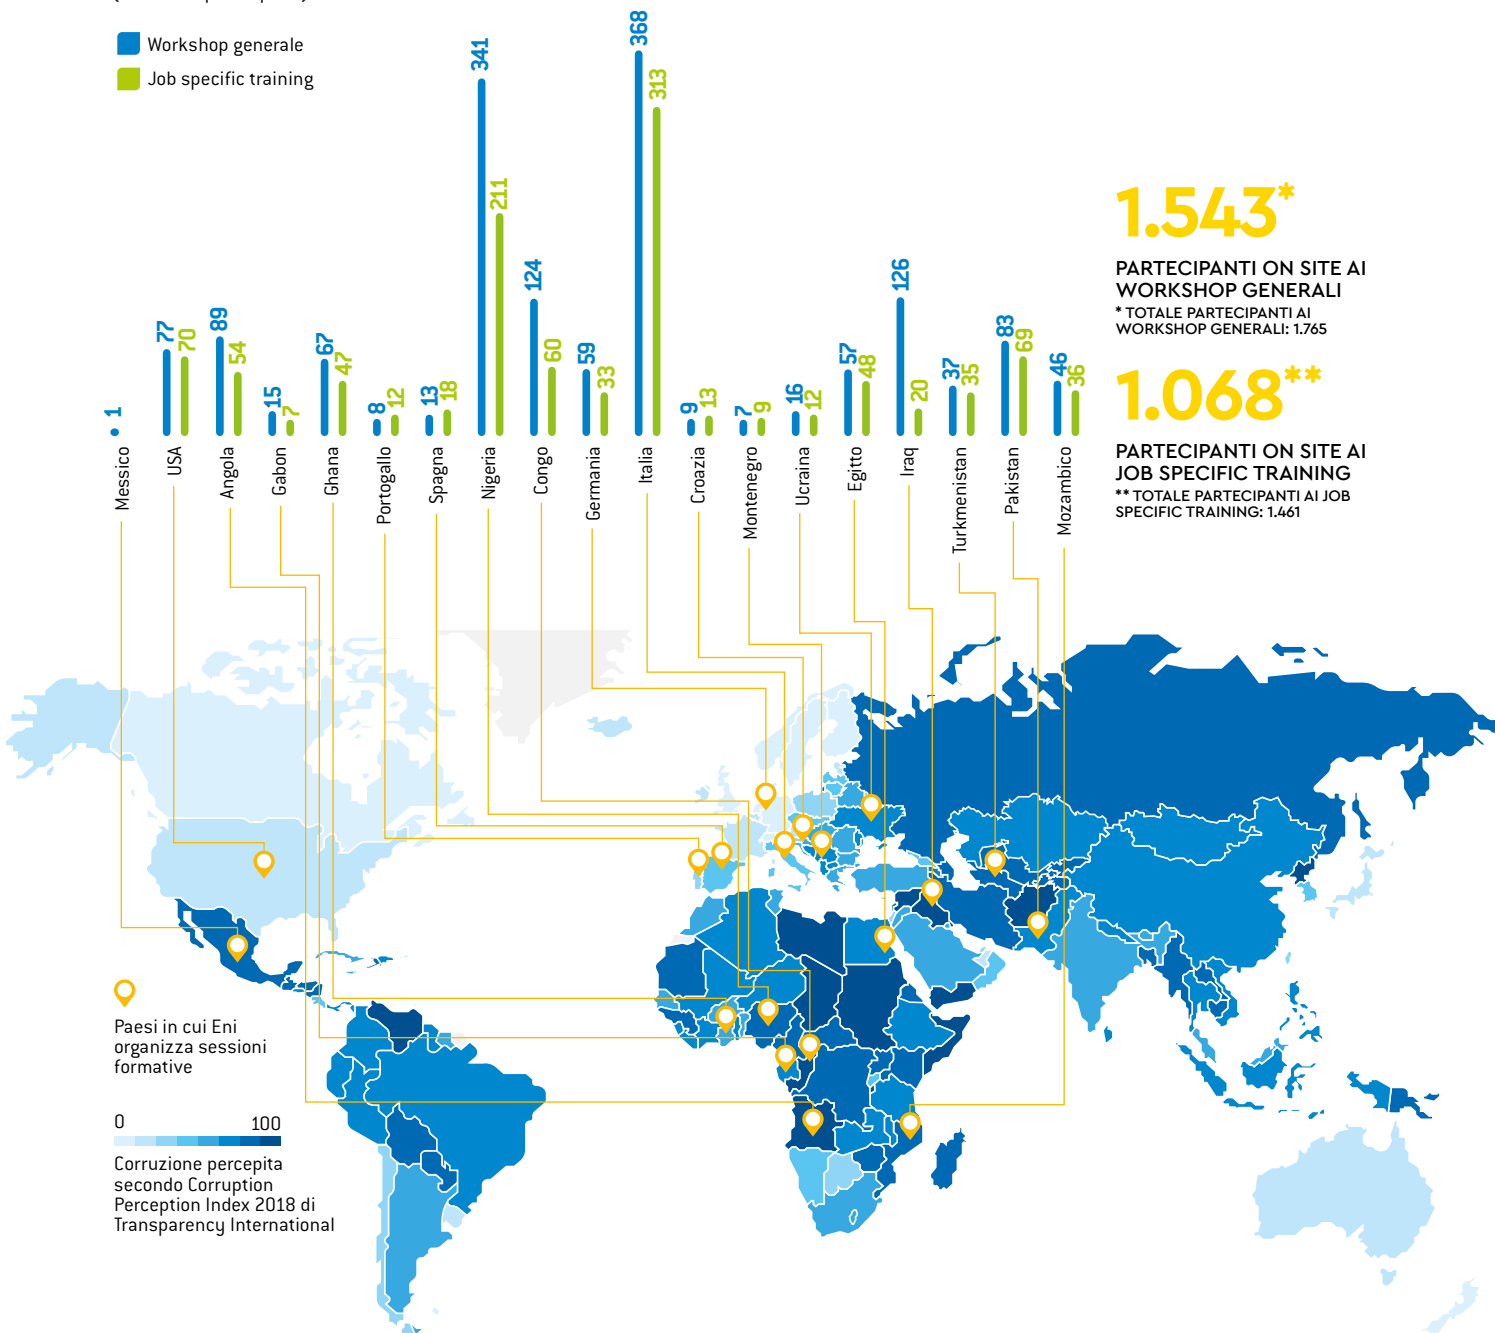 Workshop generale
Job specific training
1
77
70
89
54
15
7
67
47
8
12
13
18
341
211
124
60
59
33
368
313
9
13
7
9
16
12
57
48
126
20
37
35
83
69
46
36
Messico
USA
Angola
Gabon
Ghana
Portogallo
Spagna
Nigeria
Congo
Germania
Italia
Croazia
Montenegro
Ucraina
Egitto
Iraq
Turkmenistan
Pakistan
Mozambico
1.543*
PARTECIPANTI ON SITE AI
WORKSHOP GENERALI
* TOTALE PARTECIPANTI AI
WORKSHOP GENERALI: 1.765
1.068**
PARTECIPANTI ON SITE AI
JOB SPECIFIC TRAINING
** TOTALE PARTECIPANTI AI JOB
SPECIFIC TRAINING: 1.461
Paesi in cui Eni
organizza sessioni
formative
0 100
Corruzione percepita
secondo Corruption
Perception Index 2018 di
Transparency International